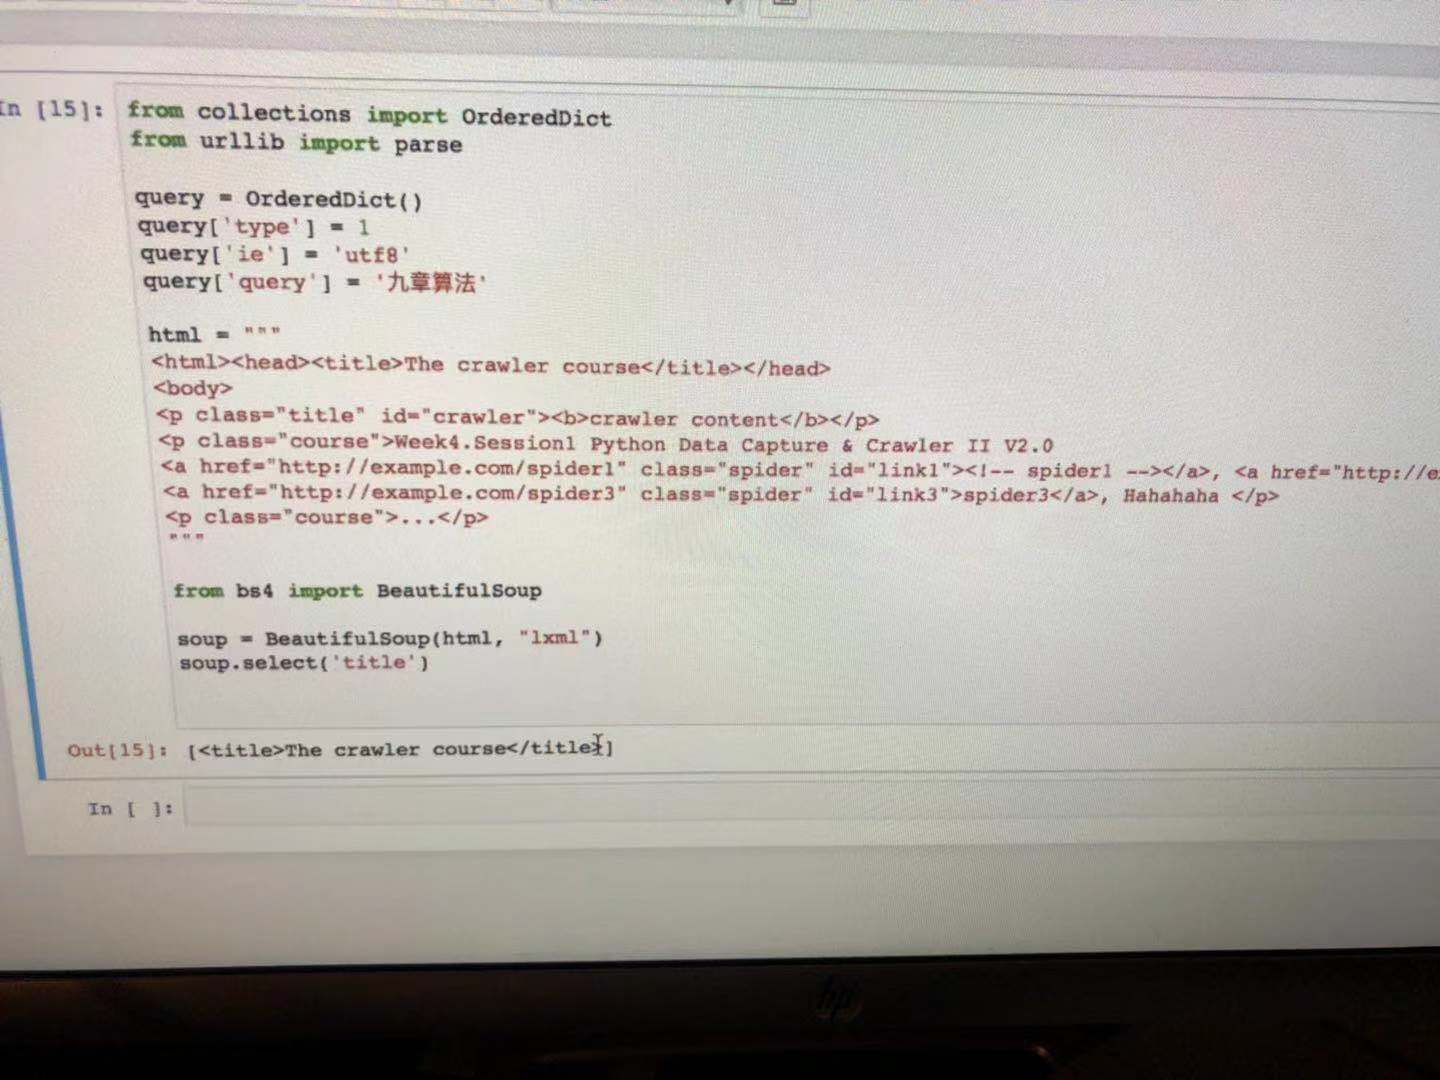 In [15]:
from collections import OrderedDict
from urllib import parse
query = OrderedDict()
query['type'] = 1
query['ie'] = 'utf8'
query['query'] = '九章算法'
html = """
<html><head><title>The crawler course</title></head>
<body>
<p class="title" id="crawler"><b>crawler content</b></p>
<p class="course">Week4.Session1 Python Data Capture & Crawler II V2.0
<a href="http://example.com/spider1" class="spider" id="link1"><!-- spider1 --></a>, <a href="http://e
<a href="http://example.com/spider3" class="spider" id="link3">spider3</a>, Hahahaha </p>
<p class="course">...</p>
"""
from bs4 import BeautifulSoup
soup = BeautifulSoup(html, "lxml")
soup.select('title')
Out[15]: [<title>The crawler course</title>]
In [ ]:
hp